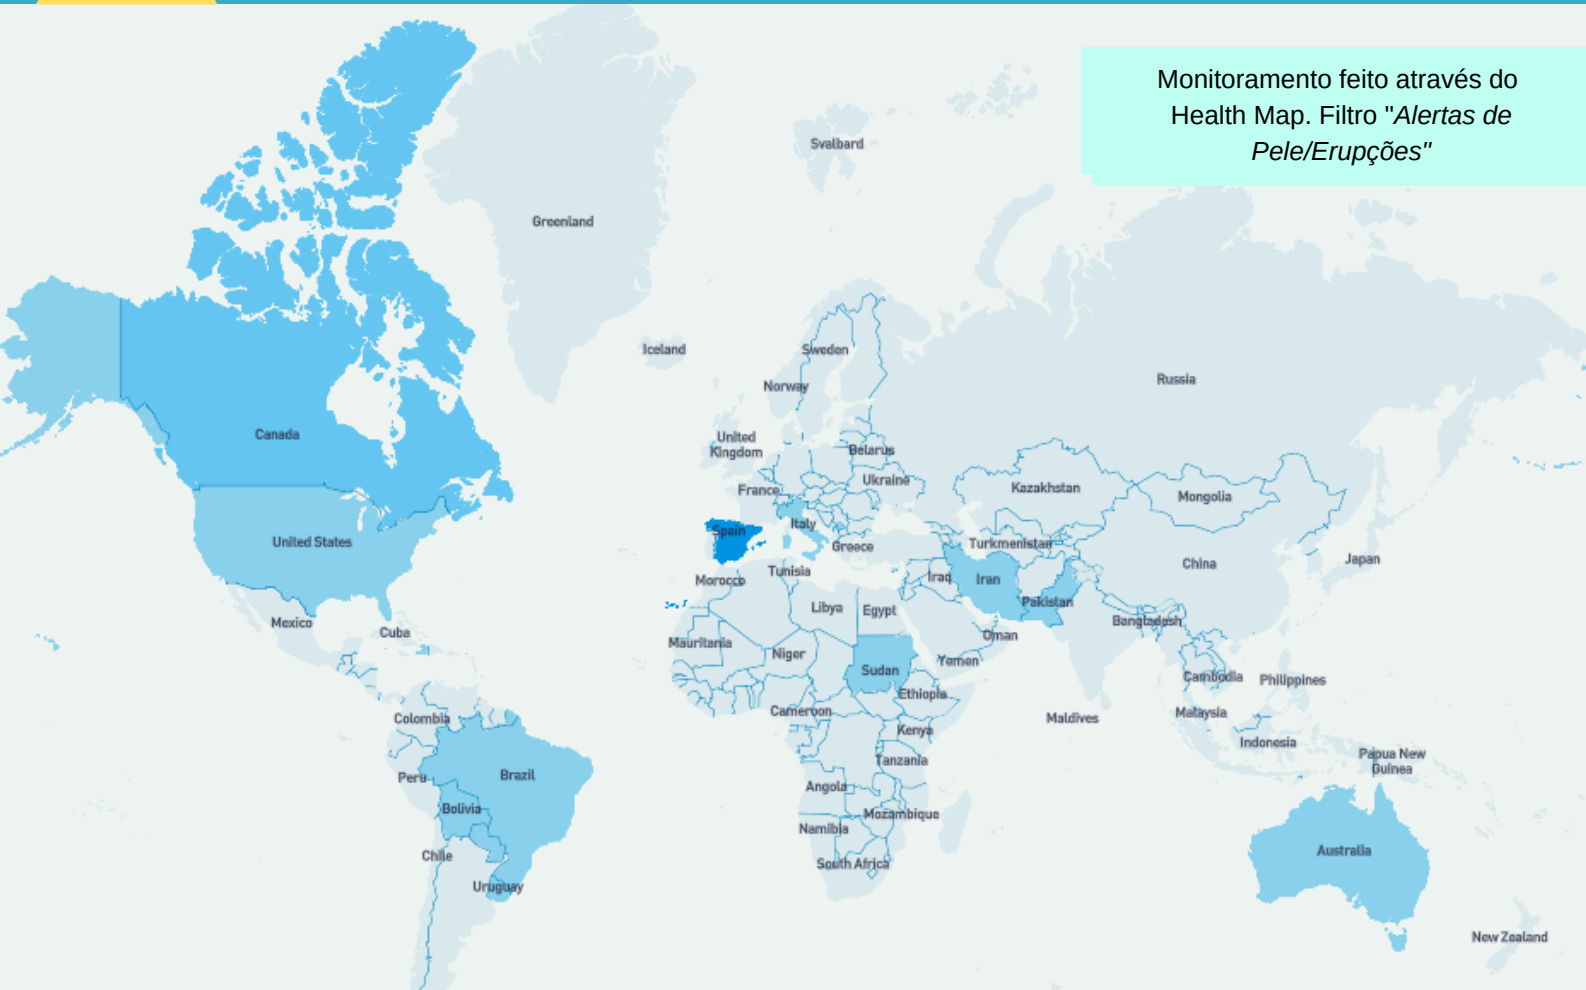 Monitoramento feito através do
Health Map. Filtro "Alertas de
Pele/Erupções"
Svalbard
Greenland
Iceland
Sweden
Norway
Russia
Canada
United
Kingdom
Belarus
Ukraine
France
Kazakhstan
Mongolia
Spain
Italy
United States
Greece
Turkmenistan
China
Japan
Morocco
Tunisia
Iraq
Iran
Pakistan
Libya
Egypt
Mexico
Cuba
Bangladesh
Oman
Mauritania
Niger
Sudan
Yemen
Cambodia
Philippines
Ethiopia
Colombia
Cameroon
Maldives
Malaysia
Kenya
Indonesia
Papua New
Guinea
Tanzania
Peru
Brazil
Angola
Bolivia
Mozambique
Namibia
Chile
South Africa
Australia
Uruguay
New Zealand